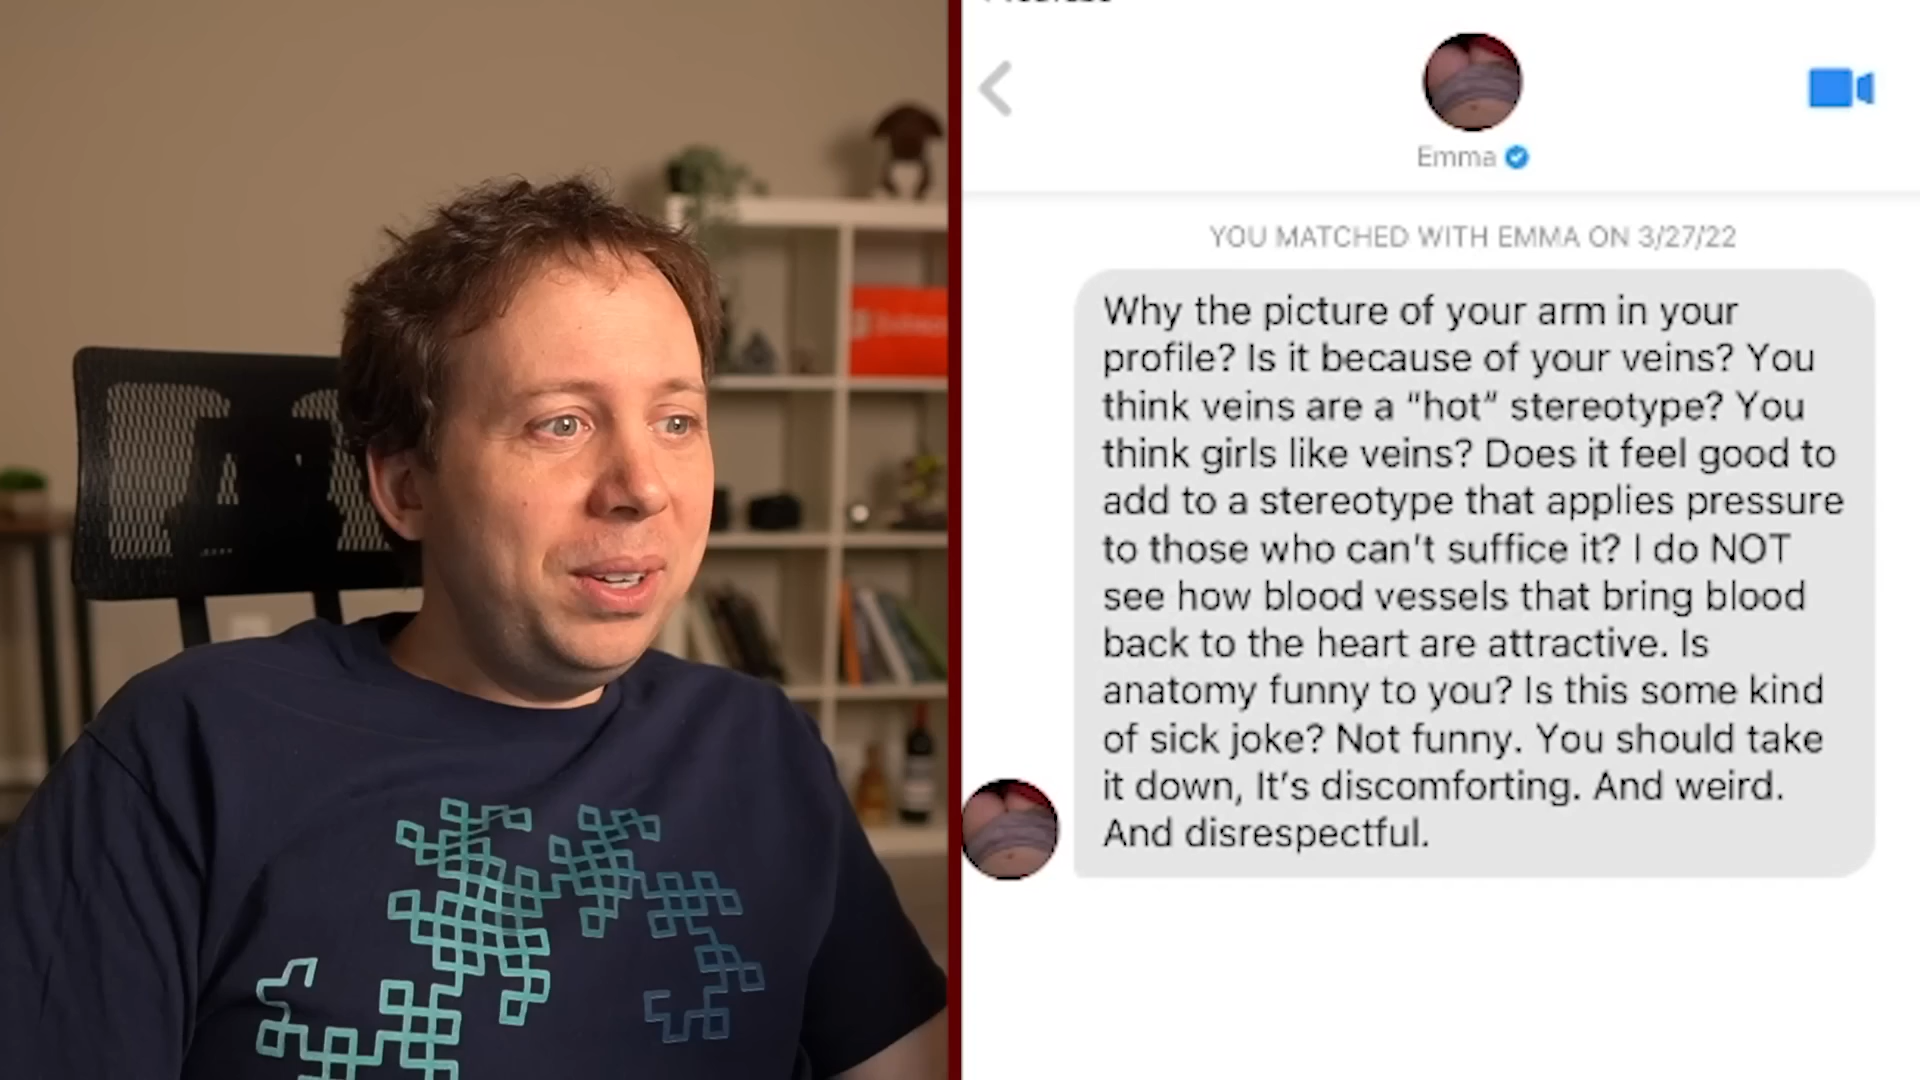 Emma
YOU MATCHED WITH EMMA ON 3/27/22
Why the picture of your arm in your
profile? Is it because of your veins? You
think veins are a “hot” stereotype? You
think girls like veins? Does it feel good to
add to a stereotype that applies pressure
to those who can’t suffice it? I do NOT
see how blood vessels that bring blood
back to the heart are attractive. Is
anatomy funny to you? Is this some kind
of sick joke? Not funny. You should take
it down, It’s discomforting. And weird.
And disrespectful.